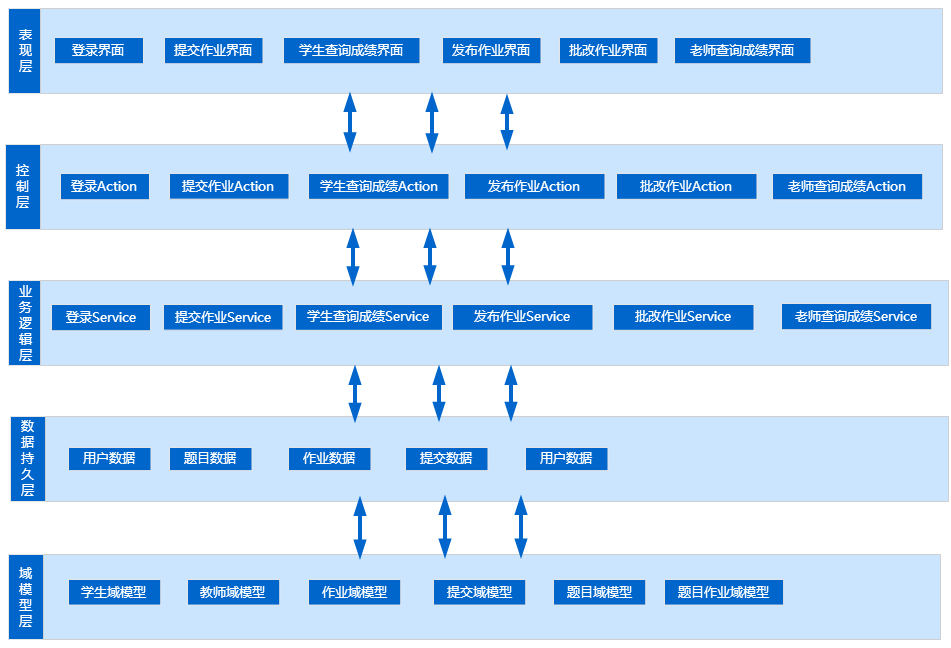 表现层
登录界面
提交作业界面
学生查询成绩界面
发布作业界面
批改作业界面
老师查询成绩界面
控制层
登录Action
提交作业Action
学生查询成绩Action
发布作业Action
批改作业Action
老师查询成绩Action
业务逻辑层
登录Service
提交作业Service
学生查询成绩Service
发布作业Service
批改作业Service
老师查询成绩Service
数据持久层
用户数据
题目数据
作业数据
提交数据
用户数据
域模型层
学生域模型
教师域模型
作业域模型
提交域模型
题目域模型
题目作业域模型